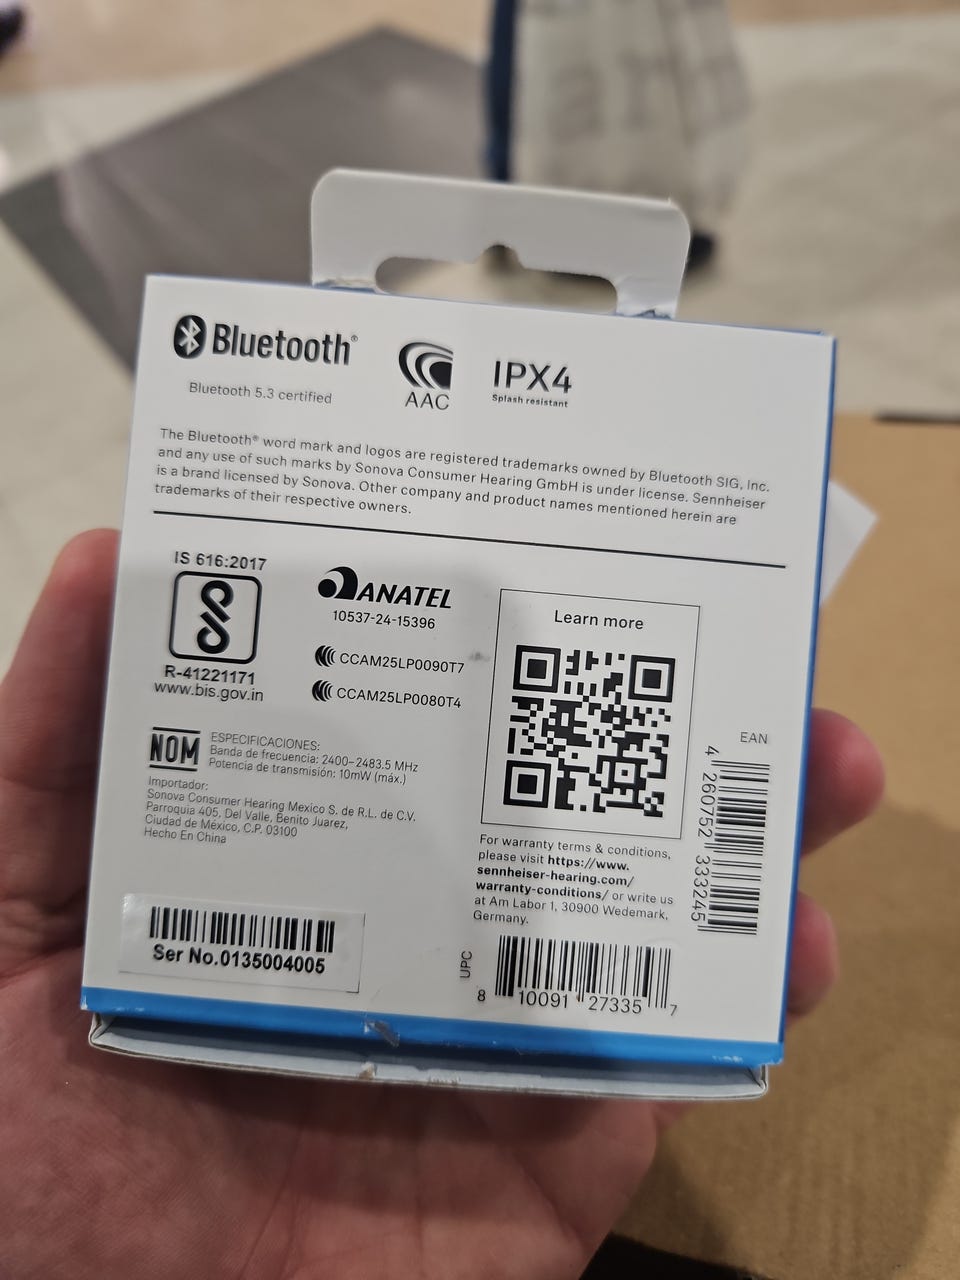 Bluetooth®
Bluetooth 5.3 certified
AAC
IPX4
Splash resistant
The Bluetooth® word mark and logos are registered trademarks owned by Bluetooth SIG, Inc.
and any use of such marks by Sonova Consumer Hearing GmbH is under license. Sennheiser
is a brand licensed by Sonova. Other company and product names mentioned herein are
trademarks of their respective owners.
IS 616:2017
R-41221171
www.bis.gov.in
ANATEL
10537-24-15396
CCAM25LP0090T7
CCAM25LP0080T4
Learn more
NOM
ESPECIFICACIONES:
Banda de frecuencia: 2400–2483.5 MHz
Potencia de transmisión: 10mW (máx.)
Importador:
Sonova Consumer Hearing Mexico S. de R.L. de C.V.
Parroquia 405, Del Valle, Benito Juarez,
Ciudad de México, C.P. 03100
Hecho En China
For warranty terms & conditions,
please visit https://www.
sennheiser-hearing.com/
warranty-conditions/ or write us
at Am Labor 1, 30900 Wedemark,
Germany.
EAN
4 260752 333245
Ser No.0135004005
UPC
8 10091 27335 7